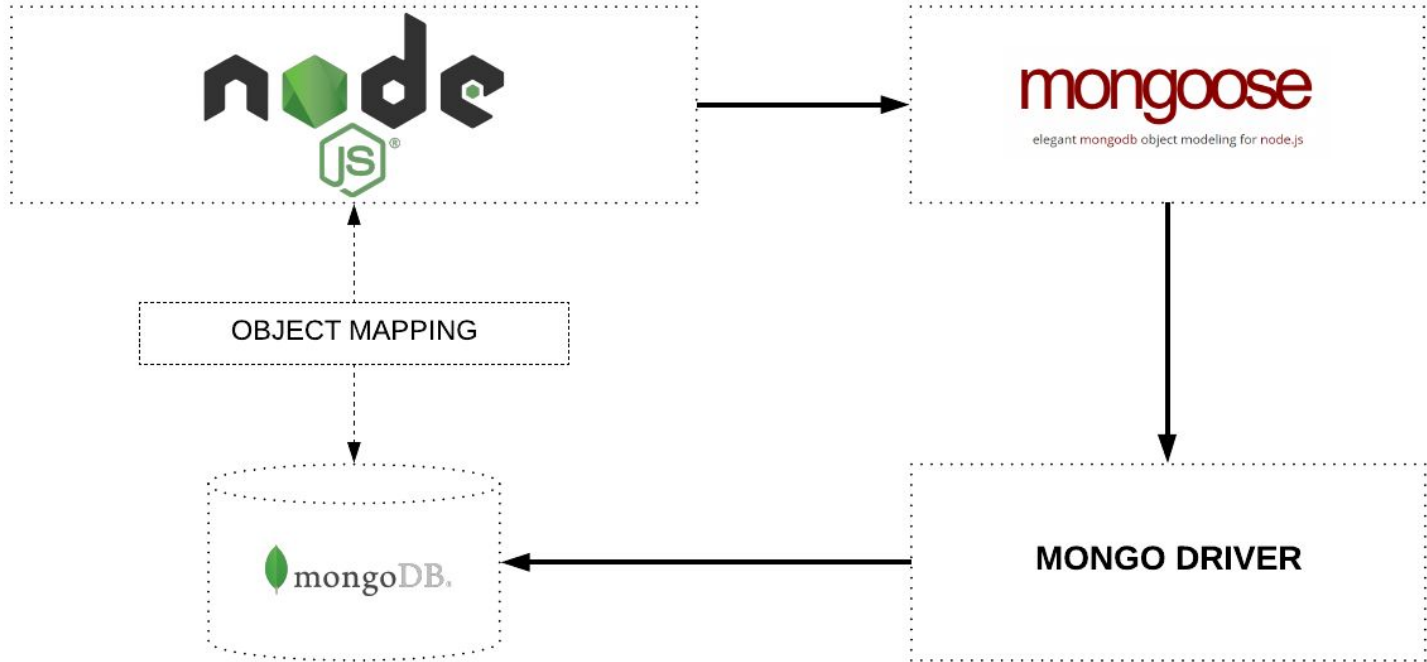 node
JS®
mongoose
elegant mongodb object modeling for node.js
OBJECT MAPPING
mongoDB.
MONGO DRIVER